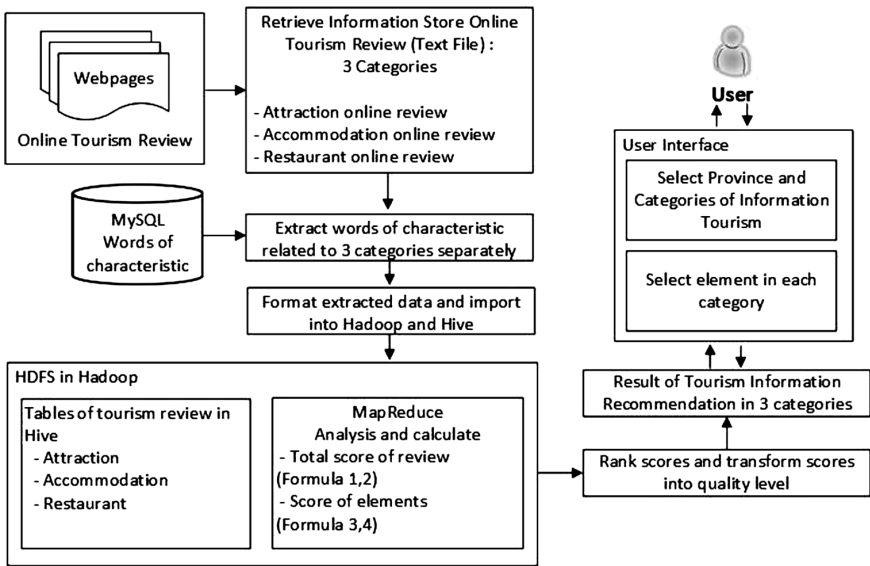 Webpages
Online Tourism Review
Retrieve Information Store Online
Tourism Review (Text File) :
3 Categories
- Attraction online review
- Accommodation online review
- Restaurant online review
MySQL
Words of
characteristic
Extract words of characteristic
related to 3 categories separately
Format extracted data and import
into Hadoop and Hive
HDFS in Hadoop
Tables of tourism review in
Hive
- Attraction
- Accommodation
- Restaurant
MapReduce
Analysis and calculate
- Total score of review
(Formula 1,2)
- Score of elements
(Formula 3,4)
User
User Interface
Select Province and
Categories of Information
Tourism
Select element in each
category
Result of Tourism Information
Recommendation in 3 categories
Rank scores and transform scores
into quality level